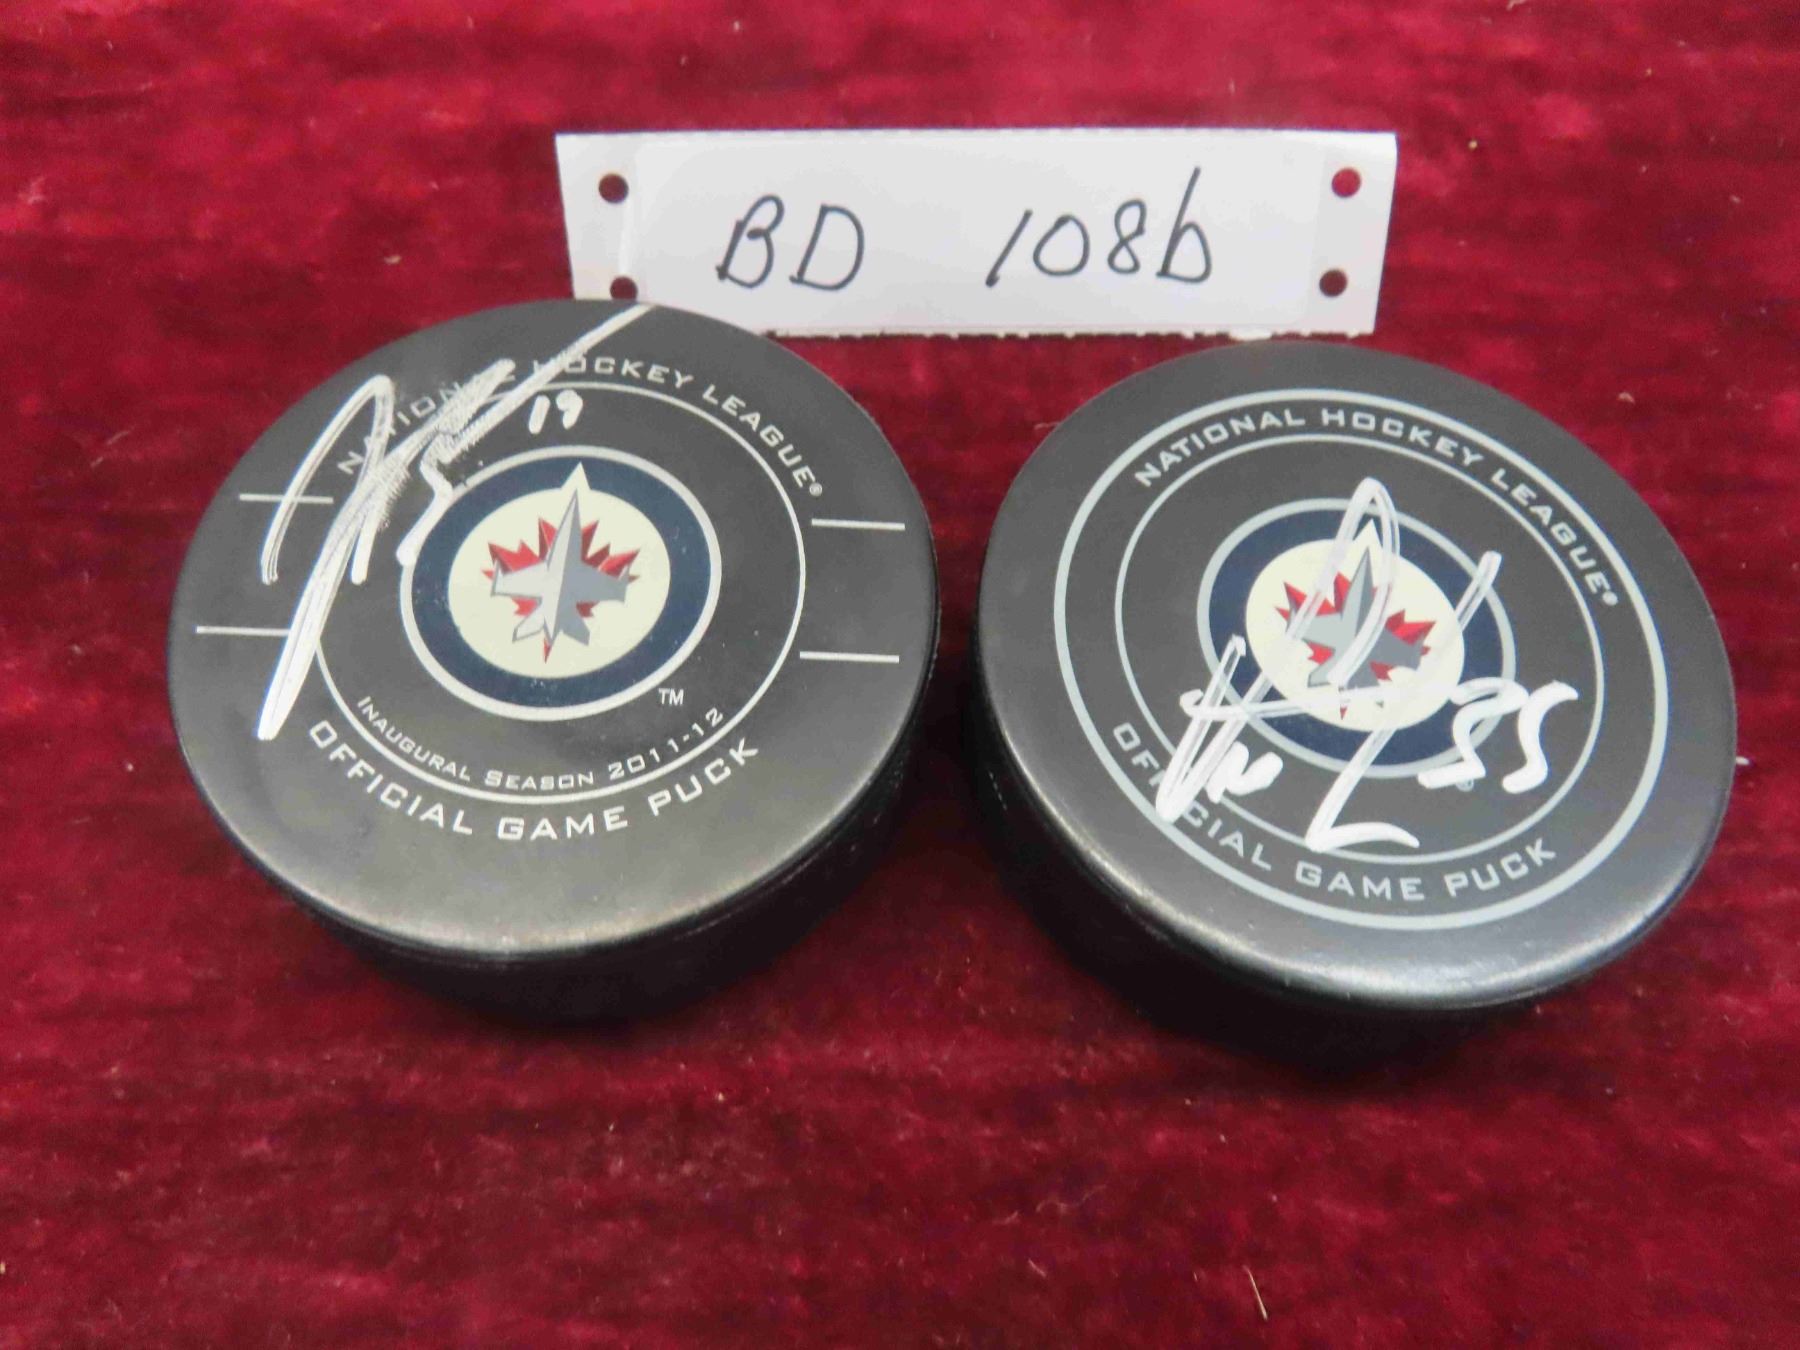 BD 108b
NATIONAL HOCKEY LEAGUE®
19
TM
INAUGURAL SEASON 2011-12
OFFICIAL GAME PUCK
NATIONAL HOCKEY LEAGUE®
55
OFFICIAL GAME PUCK